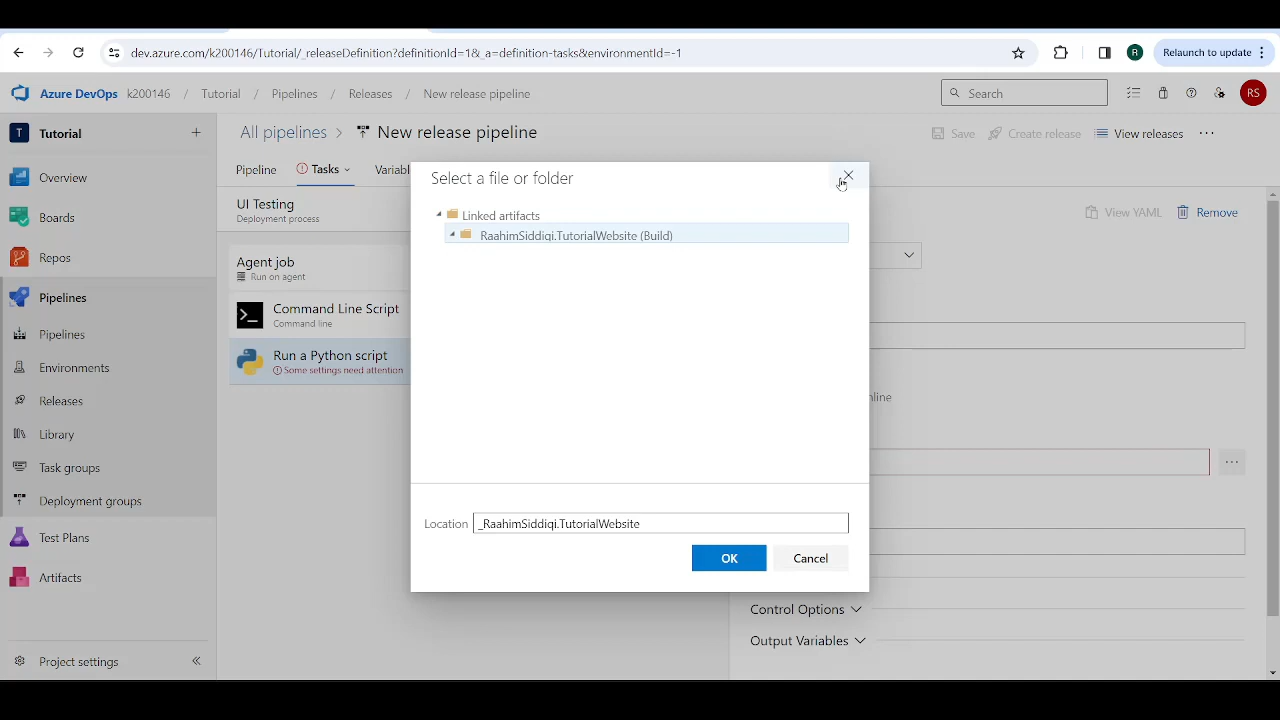 dev.azure.com/k200146/Tutorial/_releaseDefinition?definitionId=1&_a=definition-tasks&environmentId=-1
R
Relaunch to update
Azure DevOps k200146 / Tutorial / Pipelines / Releases / New release pipeline
Search
RS
T Tutorial +
All pipelines > New release pipeline
Save Create release View releases ...
Overview
Boards
Repos
Pipelines
Pipelines
Environments
Releases
Library
Task groups
Deployment groups
Test Plans
Artifacts
Project settings
Pipeline Tasks Variabl
UI Testing
Deployment process
Agent job
Run on agent
Command Line Script
Command line
Run a Python script
Some settings need attention
Select a file or folder
Linked artifacts
RaahimSiddiqi.TutorialWebsite (Build)
Location _RaahimSiddiqi.TutorialWebsite
OK Cancel
View YAML Remove
nline
...
Control Options
Output Variables